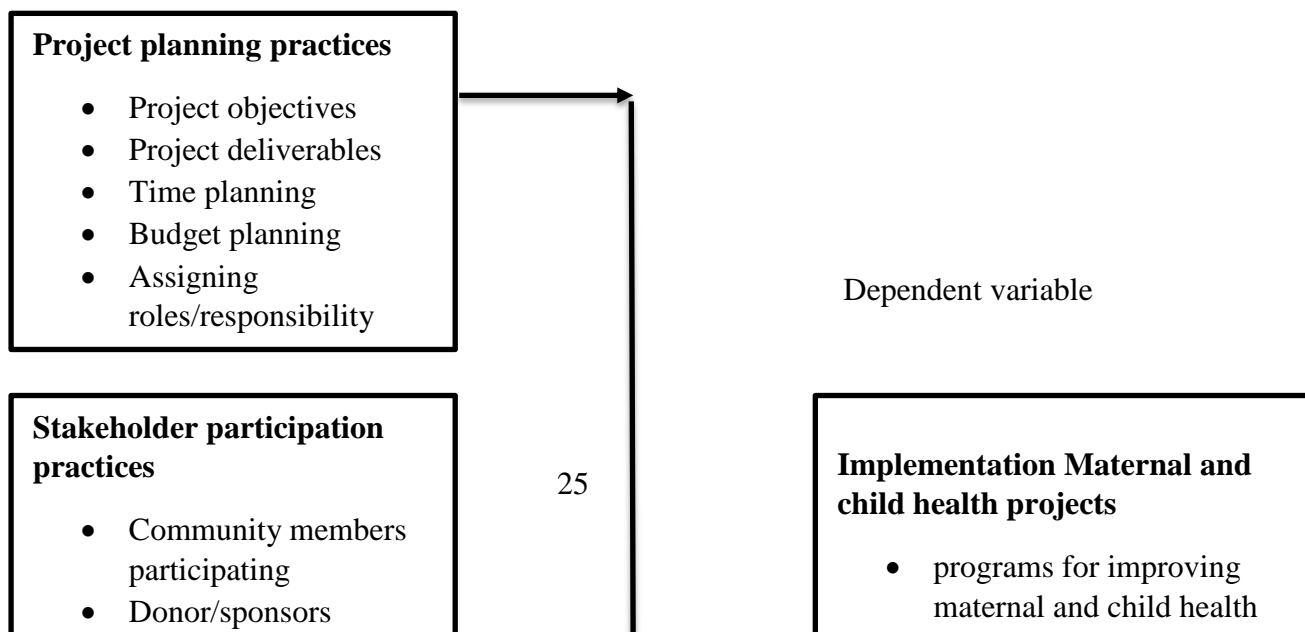 Project planning practices
• Project objectives
• Project deliverables
• Time planning
• Budget planning
• Assigning
roles/responsibility
Dependent variable
Stakeholder participation
practices
• Community members
participating
• Donor/sponsors
25
Implementation Maternal and
child health projects
• programs for improving
maternal and child health